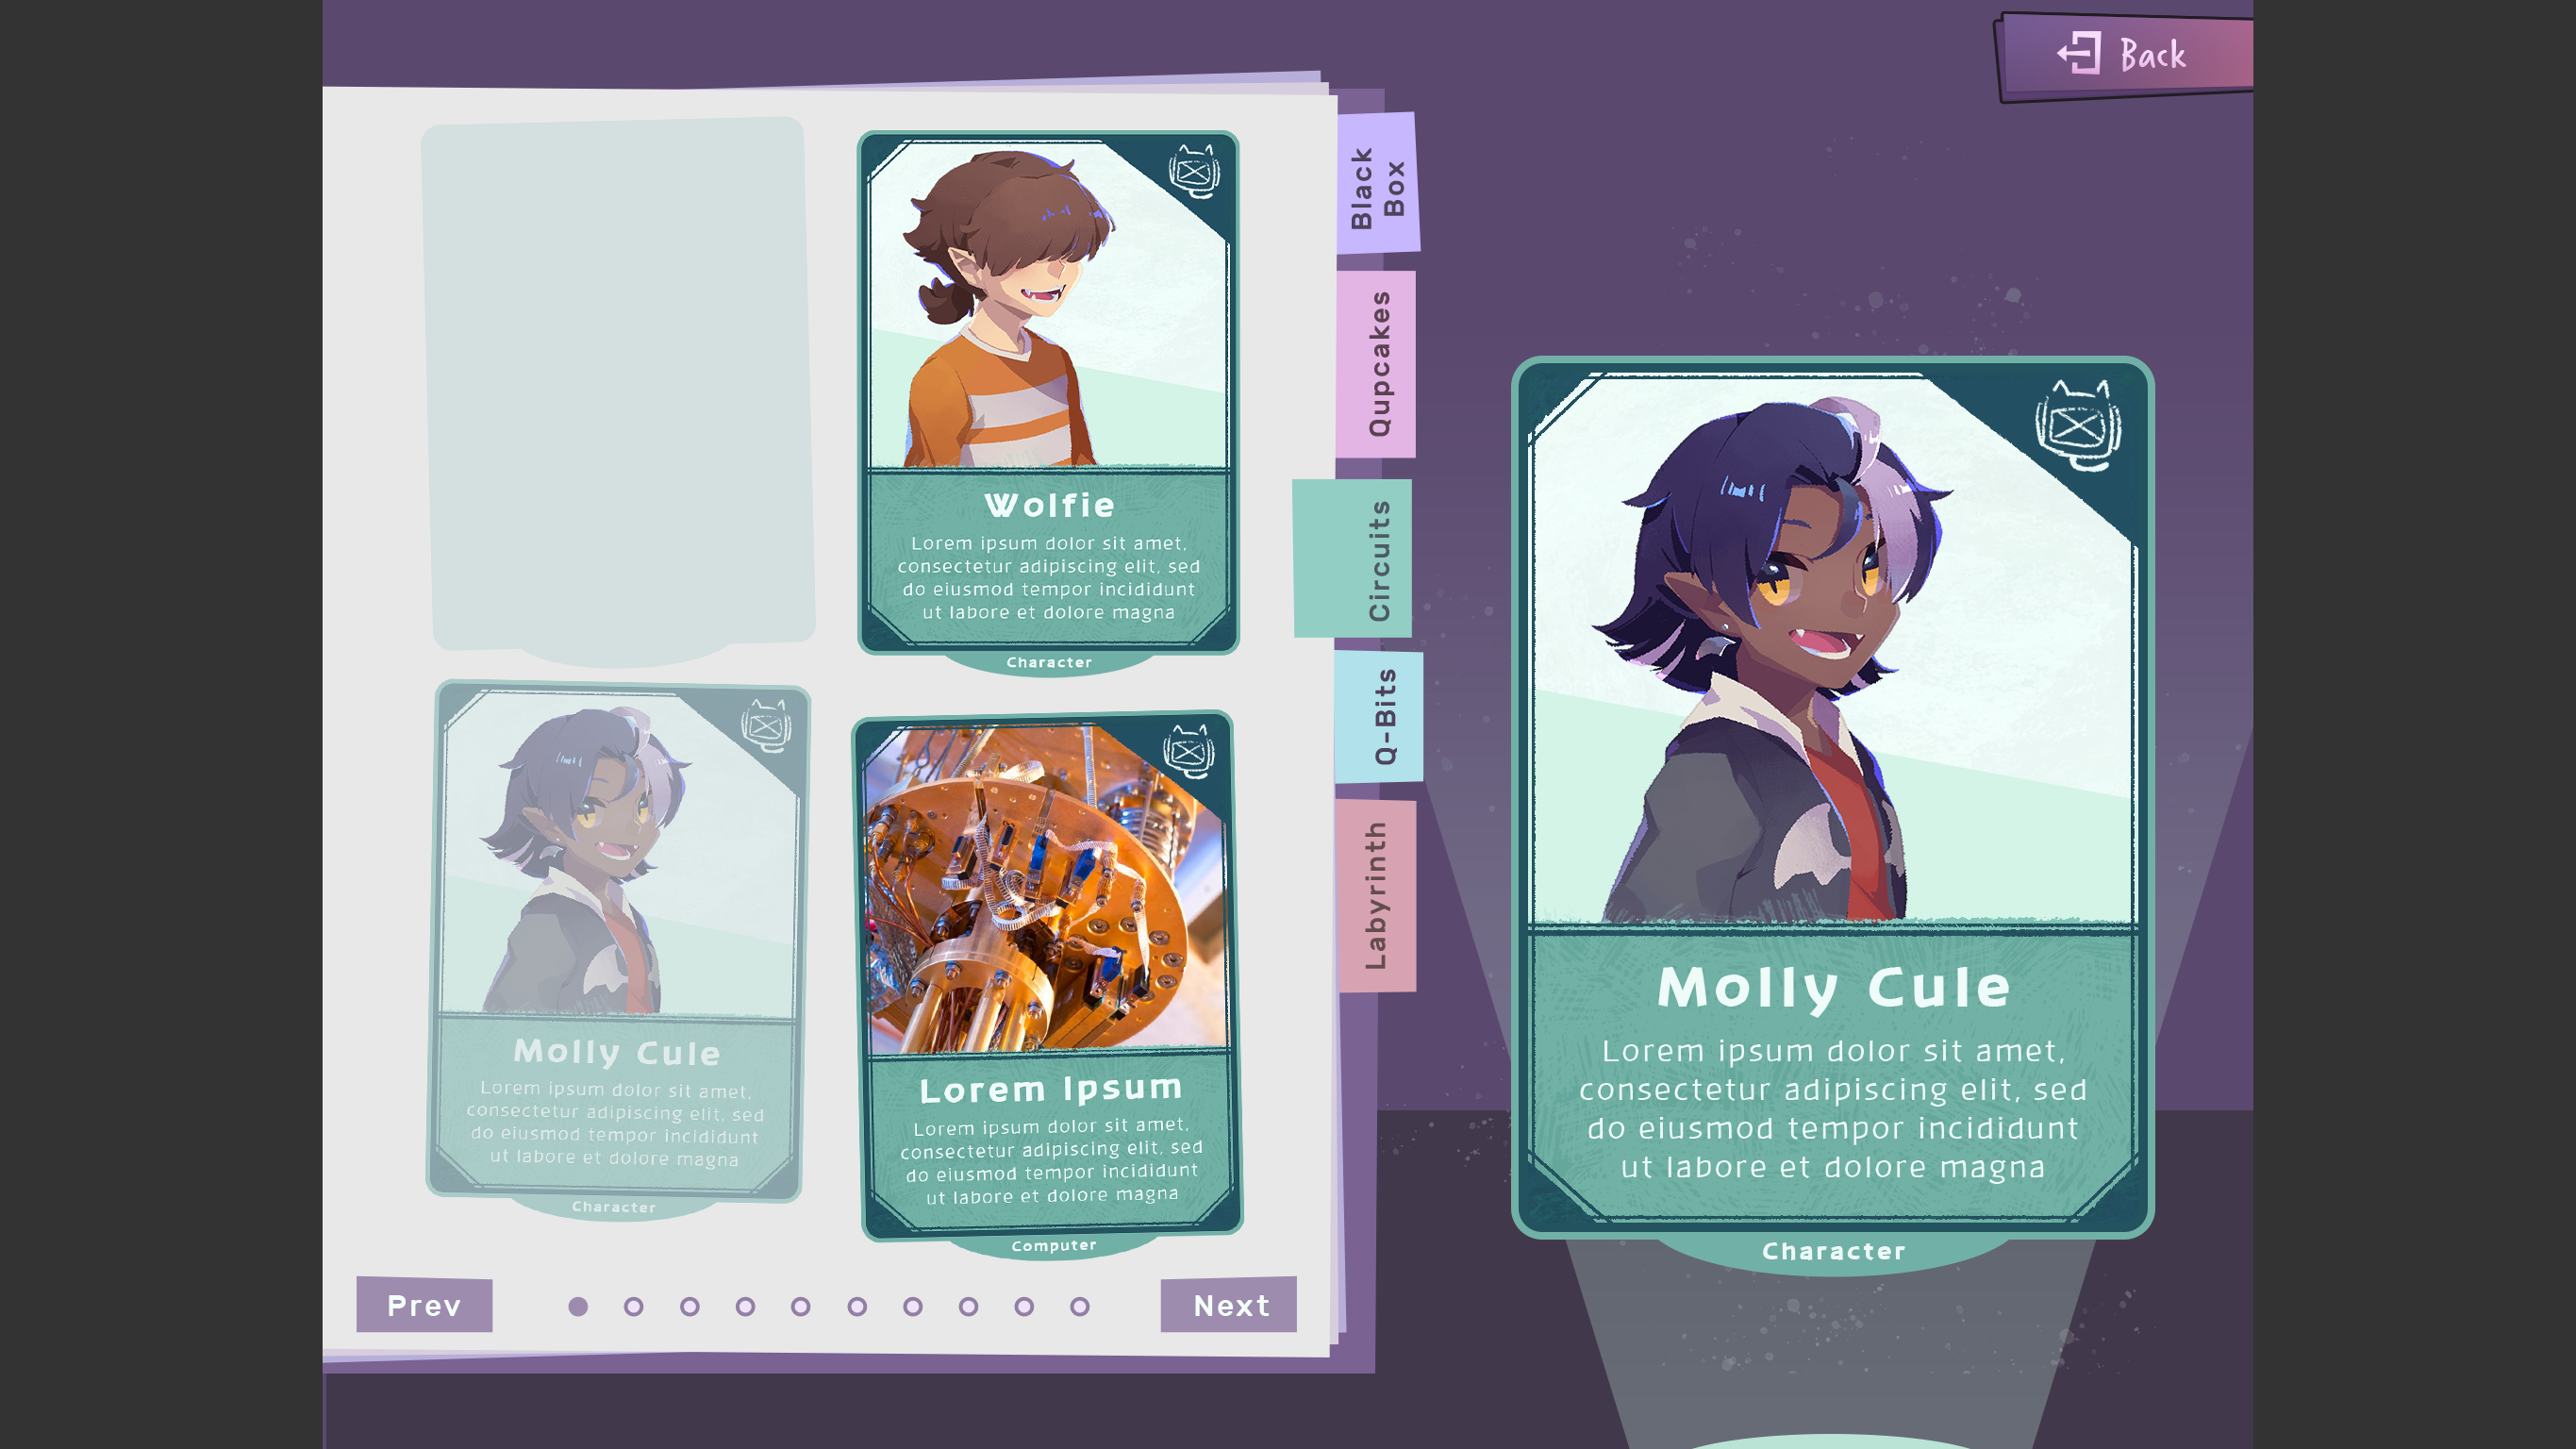 Back
Wolfie
Lorem ipsum dolor sit amet,
consectetur adipiscing elit, sed
do eiusmod tempor incididunt
ut labore et dolore magna
Character
Molly Cule
Lorem ipsum dolor sit amet,
consectetur adipiscing elit, sed
do eiusmod tempor incididunt
ut labore et dolore magna
Character
Lorem Ipsum
Lorem ipsum dolor sit amet,
consectetur adipiscing elit, sed
do eiusmod tempor incididunt
ut labore et dolore magna
Computer
Prev
Next
Black
Box
Qupcakes
Circuits
Q-Bits
Labyrinth
Molly Cule
Lorem ipsum dolor sit amet,
consectetur adipiscing elit, sed
do eiusmod tempor incididunt
ut labore et dolore magna
Character